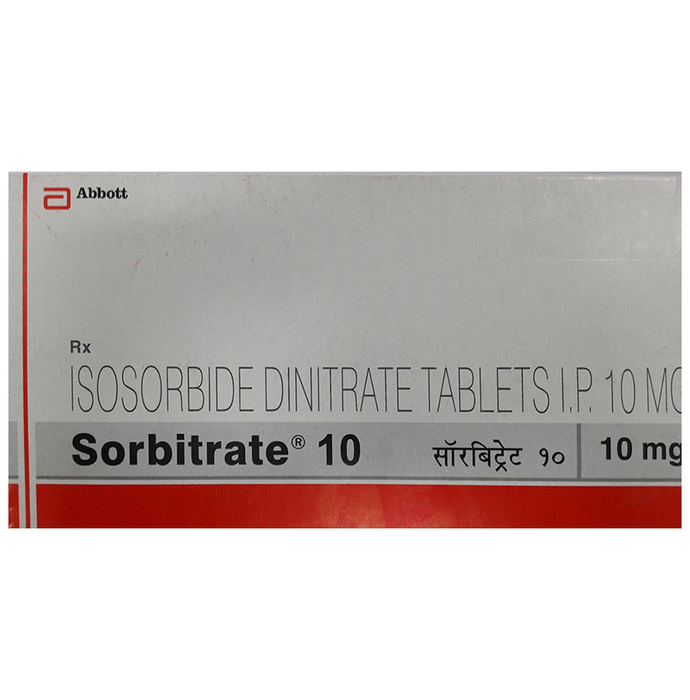 Abbott
Rx
ISOSORBIDE DINITRATE TABLETS I.P. 10 MG
Sorbitrate® 10 सॉरबिट्रेट १० 10 mg